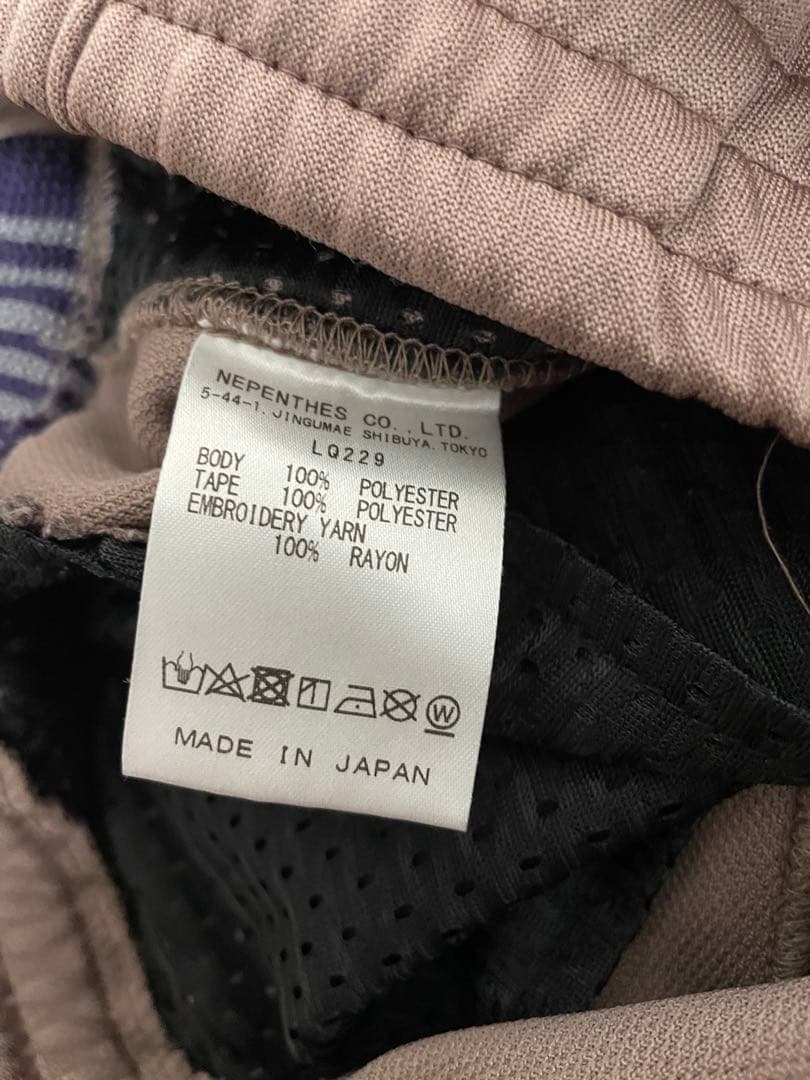 NEPENTHES CO., LTD.
5-44-1, JINGUMAE SHIBUYA, TOKYO
LQ229
BODY 100% POLYESTER
TAPE 100% POLYESTER
EMBROIDERY YARN
100% RAYON
W
MADE IN JAPAN